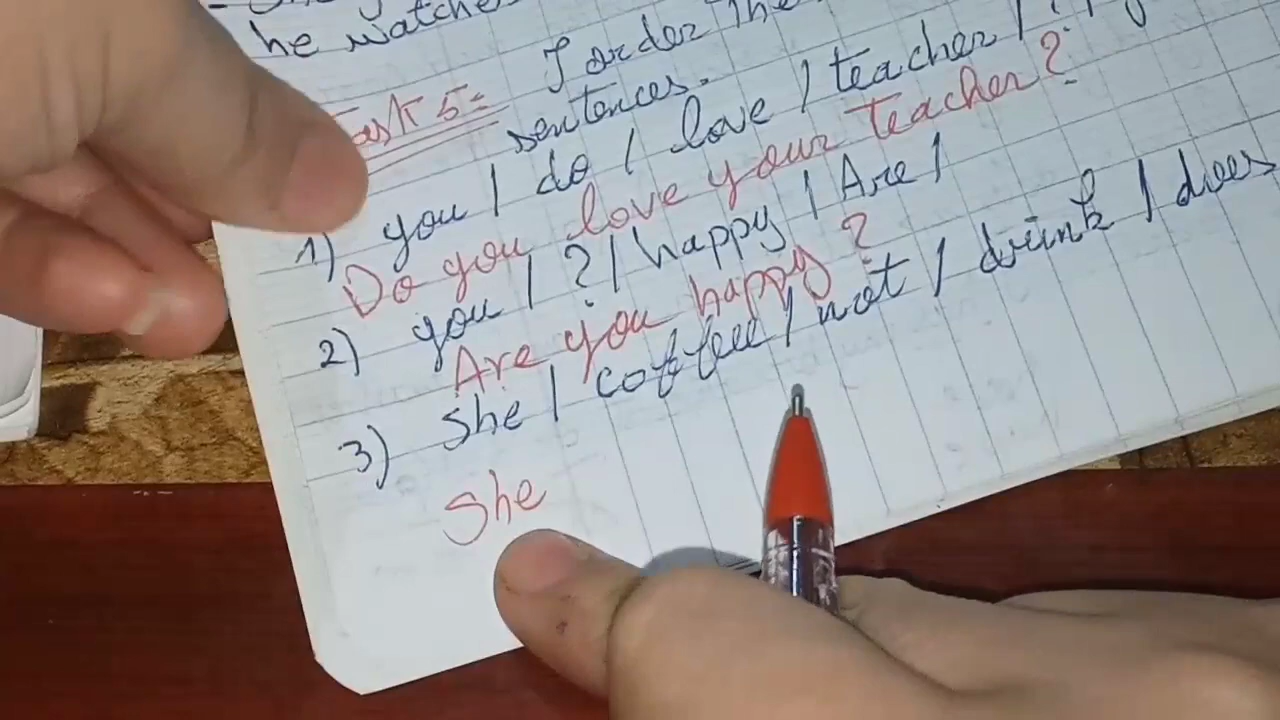 he watche
Task 5= I order the
sentences.
1) you / do / love / teacher /
Do you love your teacher ?
2) you / ? / happy / Are /
Are you happy ?
3) she / coffee / not / drink / does
She